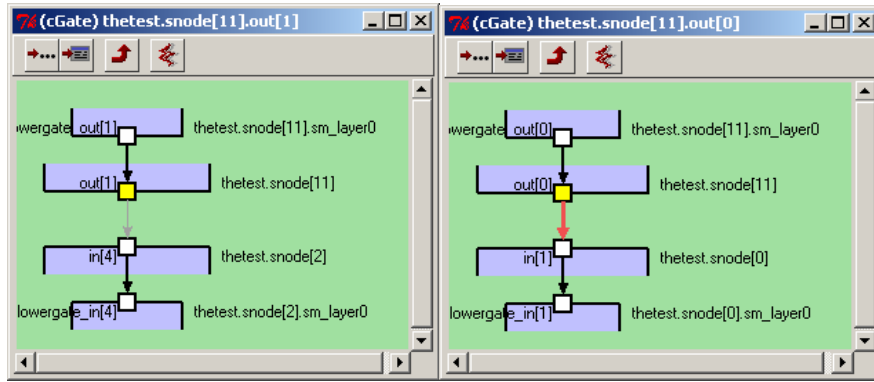 (cGate) thetest.snode[11].out[1]
owergate_out[1] thetest.snode[11].sm_layer0
out[1] thetest.snode[11]
in[4] thetest.snode[2]
lowergate_in[4] thetest.snode[2].sm_layer0
(cGate) thetest.snode[11].out[0]
owergate_out[0] thetest.snode[11].sm_layer0
out[0] thetest.snode[11]
in[1] thetest.snode[0]
lowergate_in[1] thetest.snode[0].sm_layer0